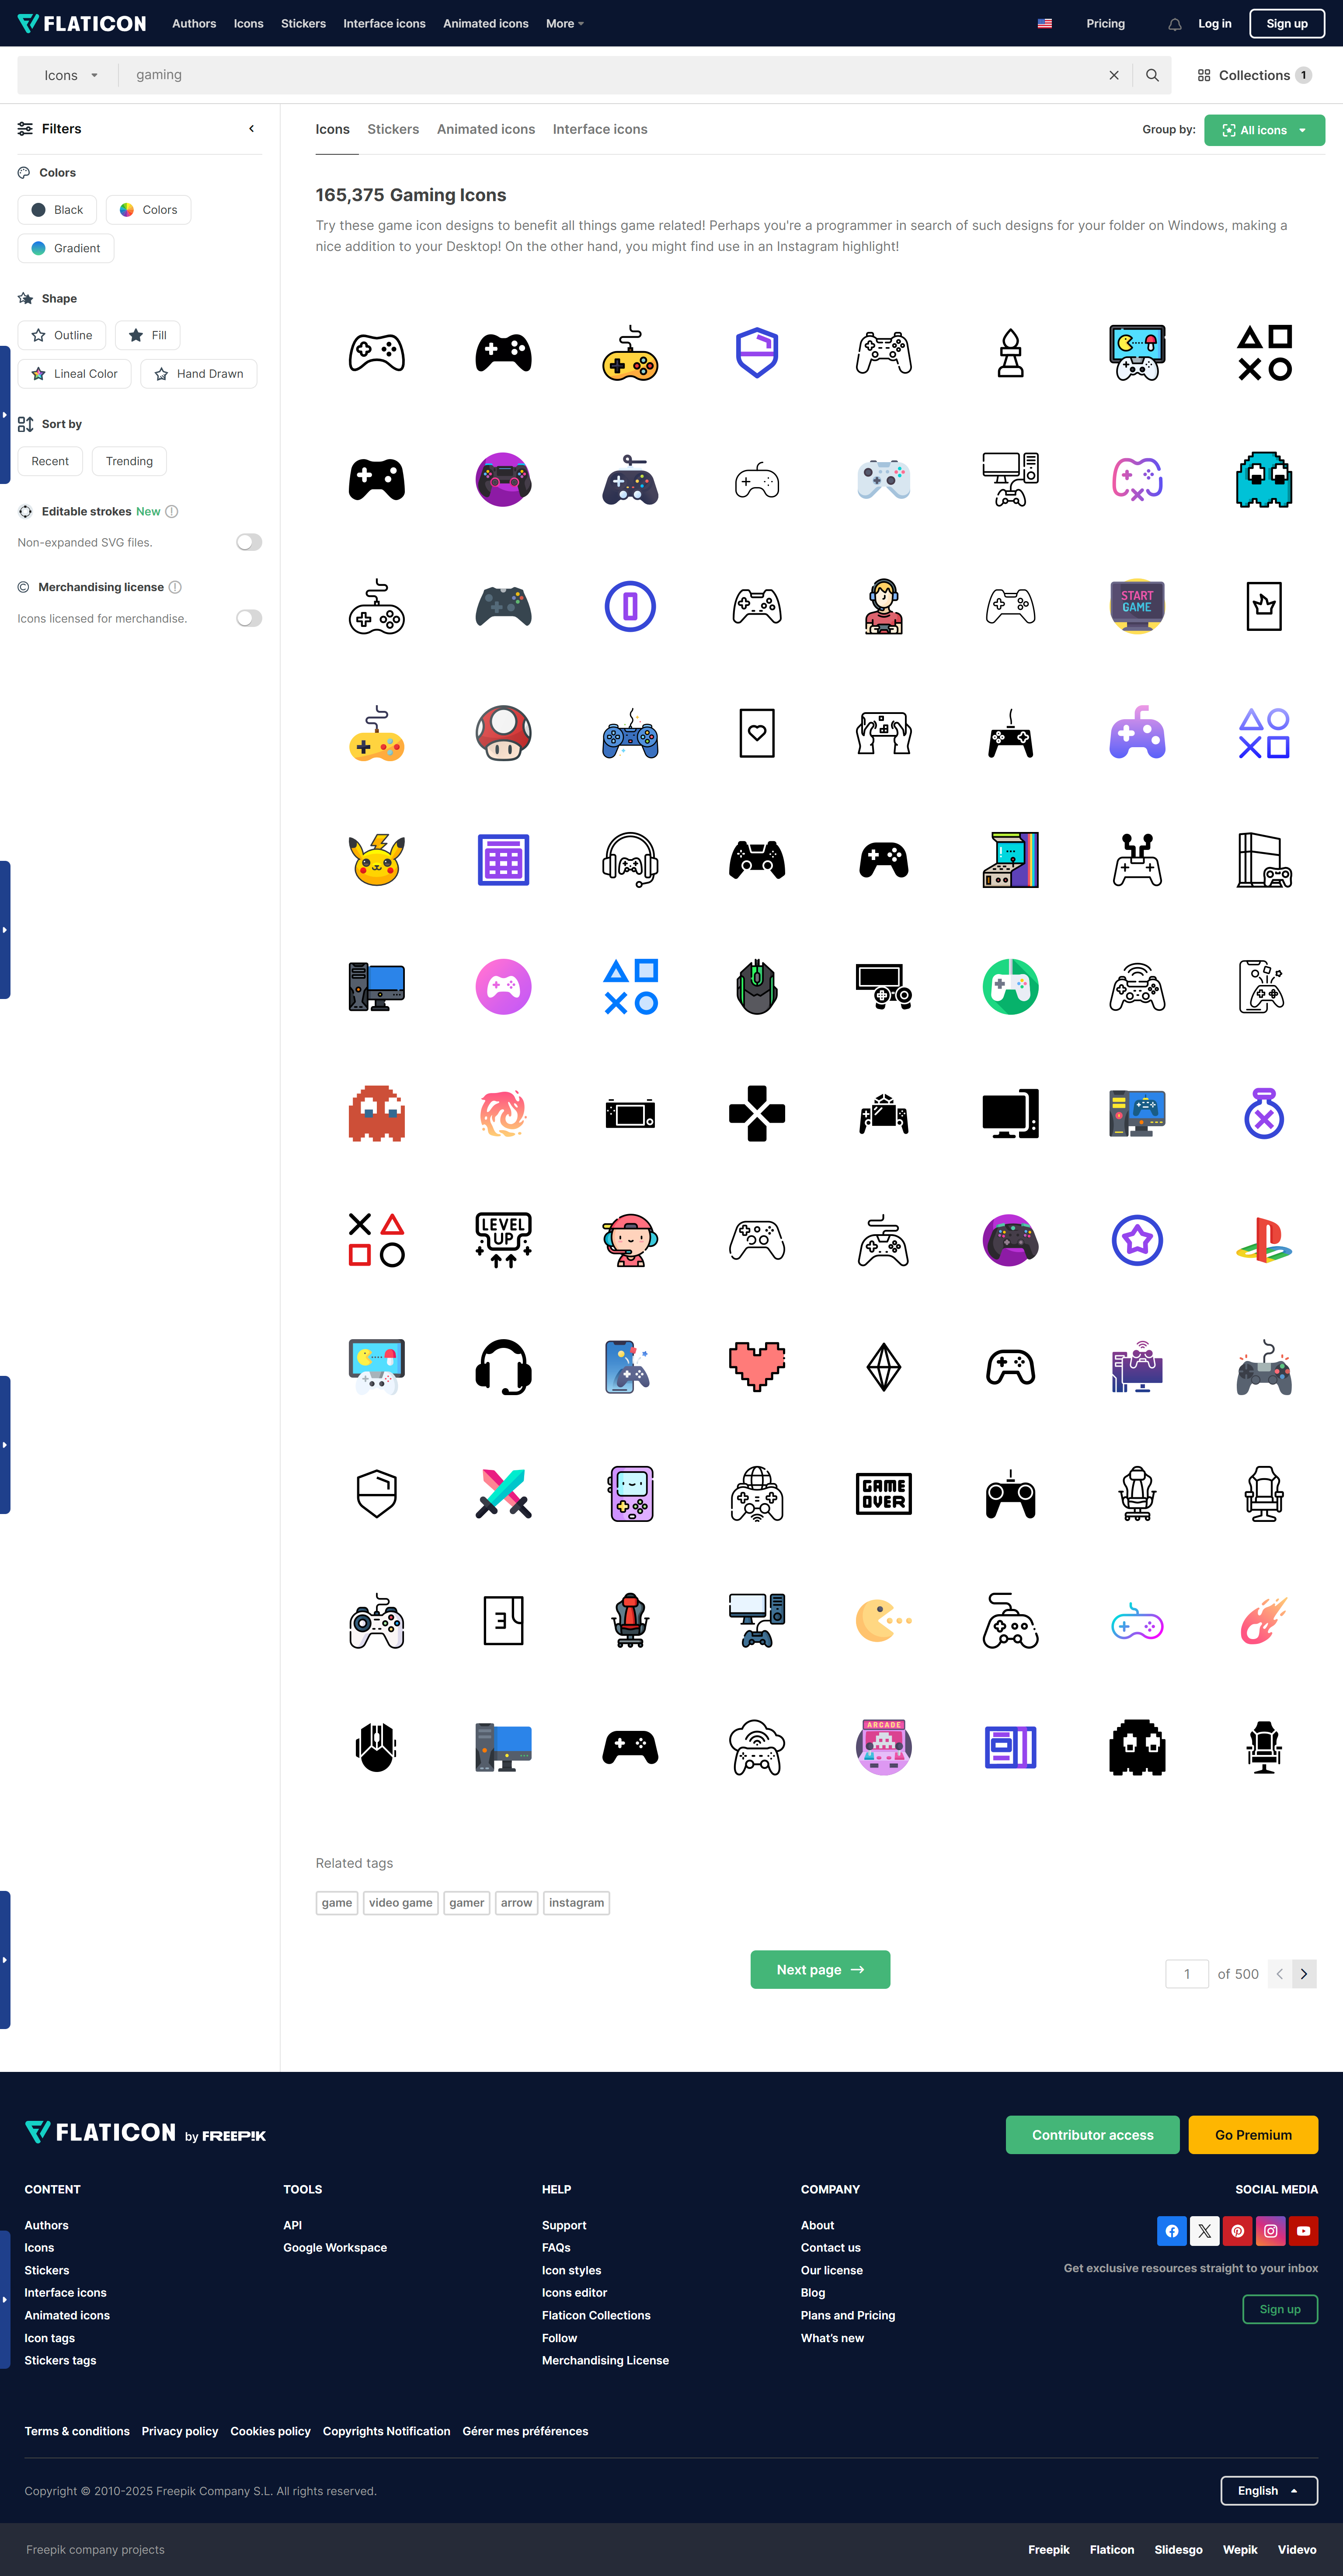 FLATICON Authors Icons Stickers Interface icons Animated icons More Pricing Log in Sign up
Icons gaming Collections 1
Filters
Colors
Black Colors
Gradient
Shape
Outline Fill
Lineal Color Hand Drawn
Sort by
Recent Trending
Editable strokes New
Non-expanded SVG files.
Merchandising license
Icons licensed for merchandise.
Icons Stickers Animated icons Interface icons Group by: All icons
165,375 Gaming Icons
Try these game icon designs to benefit all things game related! Perhaps you're a programmer in search of such designs for your folder on Windows, making a
nice addition to your Desktop! On the other hand, you might find use in an Instagram highlight!
START
GAME
LEVEL
UP
GAME
OVER
3
ARCADE
Related tags
game video game gamer arrow instagram
Next page 1 of 500
FLATICON by FREEPIK
Contributor access Go Premium
CONTENT
Authors
Icons
Stickers
Interface icons
Animated icons
Icon tags
Stickers tags
TOOLS
API
Google Workspace
HELP
Support
FAQs
Icon styles
Icons editor
Flaticon Collections
Follow
Merchandising License
COMPANY
About
Contact us
Our license
Blog
Plans and Pricing
What's new
SOCIAL MEDIA
Get exclusive resources straight to your inbox
Sign up
Terms & conditions Privacy policy Cookies policy Copyrights Notification Gérer mes préférences
Copyright © 2010-2025 Freepik Company S.L. All rights reserved. English
Freepik company projects Freepik Flaticon Slidesgo Wepik Videvo